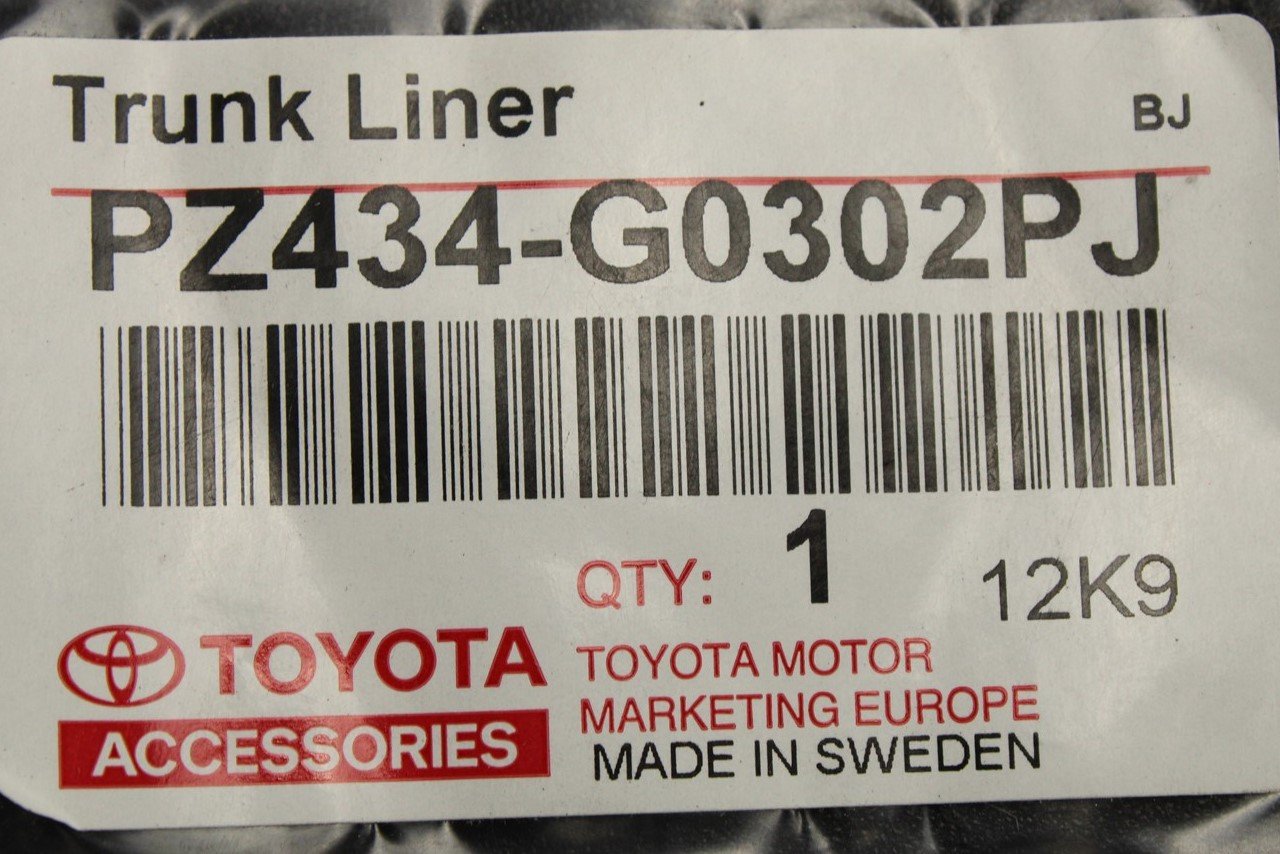 Trunk Liner BJ
PZ434-G0302PJ
QTY: 1 12K9
TOYOTA
ACCESSORIES
TOYOTA MOTOR
MARKETING EUROPE
MADE IN SWEDEN